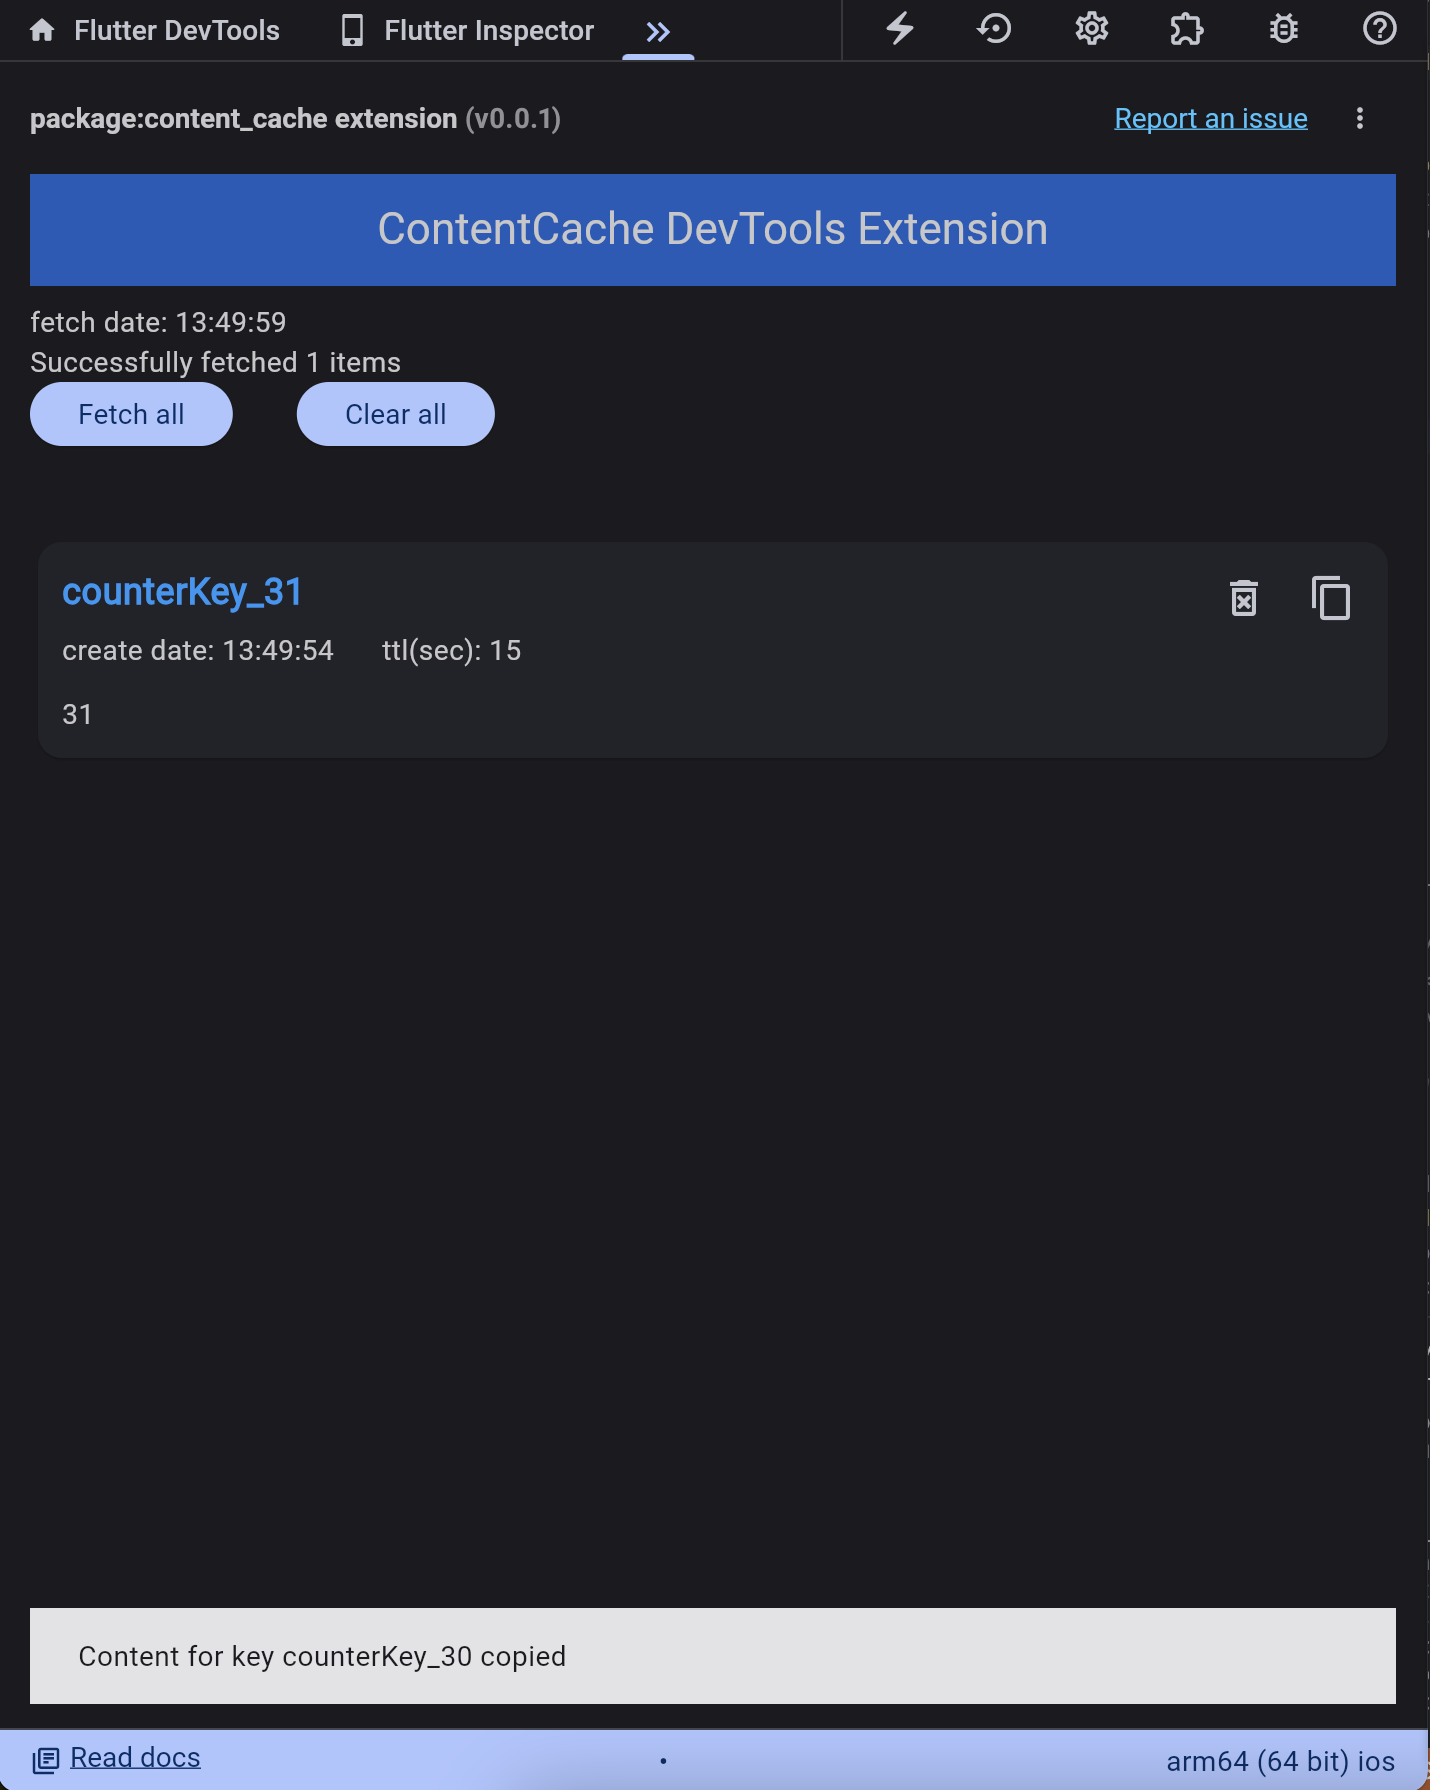 Flutter DevTools Flutter Inspector
package:content_cache extension (v0.0.1) Report an issue
ContentCache DevTools Extension
fetch date: 13:49:59
Successfully fetched 1 items
Fetch all Clear all
counterKey_31
create date: 13:49:54 ttl(sec): 15
31
Content for key counterKey_30 copied
Read docs • arm64 (64 bit) ios